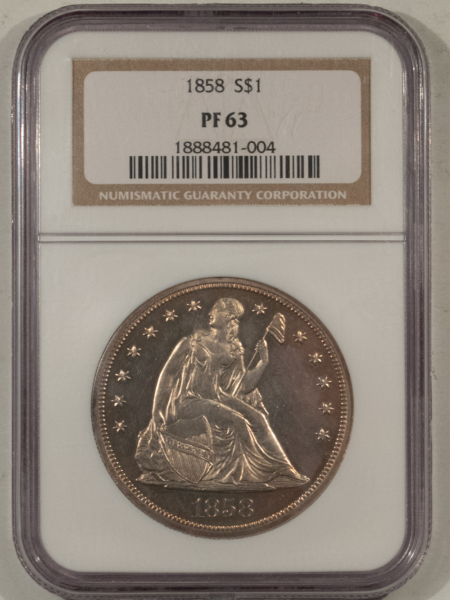 1858 S$1
PF 63
1888481-004
NUMISMATIC GUARANTY CORPORATION
1858